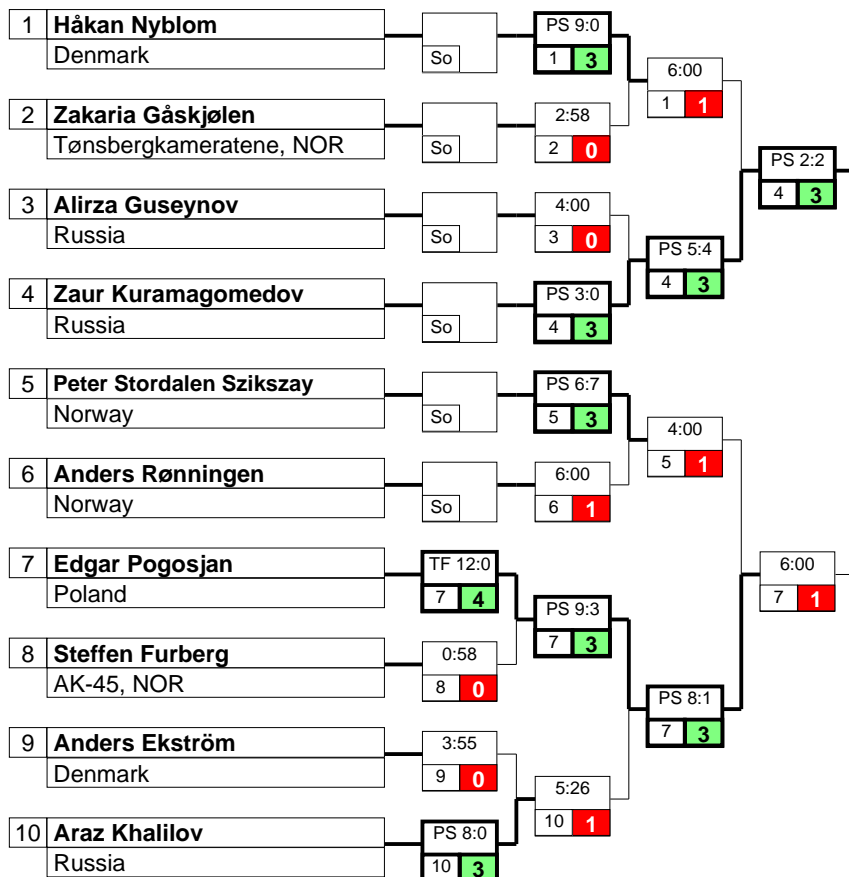 1 Håkan Nyblom
Denmark
So
PS 9:0
1 3
6:00
1 1
2 Zakaria Gåskjølen
Tønsbergkameratene, NOR
So
2:58
2 0
PS 2:2
4 3
3 Alirza Guseynov
Russia
So
4:00
3 0
PS 5:4
4 3
4 Zaur Kuramagomedov
Russia
So
PS 3:0
4 3
5 Peter Stordalen Szikszay
Norway
So
PS 6:7
5 3
4:00
5 1
6 Anders Rønningen
Norway
So
6:00
6 1
7 Edgar Pogosjan
Poland
TF 12:0
7 4
PS 9:3
7 3
6:00
7 1
8 Steffen Furberg
AK-45, NOR
0:58
8 0
PS 8:1
7 3
9 Anders Ekström
Denmark
3:55
9 0
5:26
10 1
10 Araz Khalilov
Russia
PS 8:0
10 3